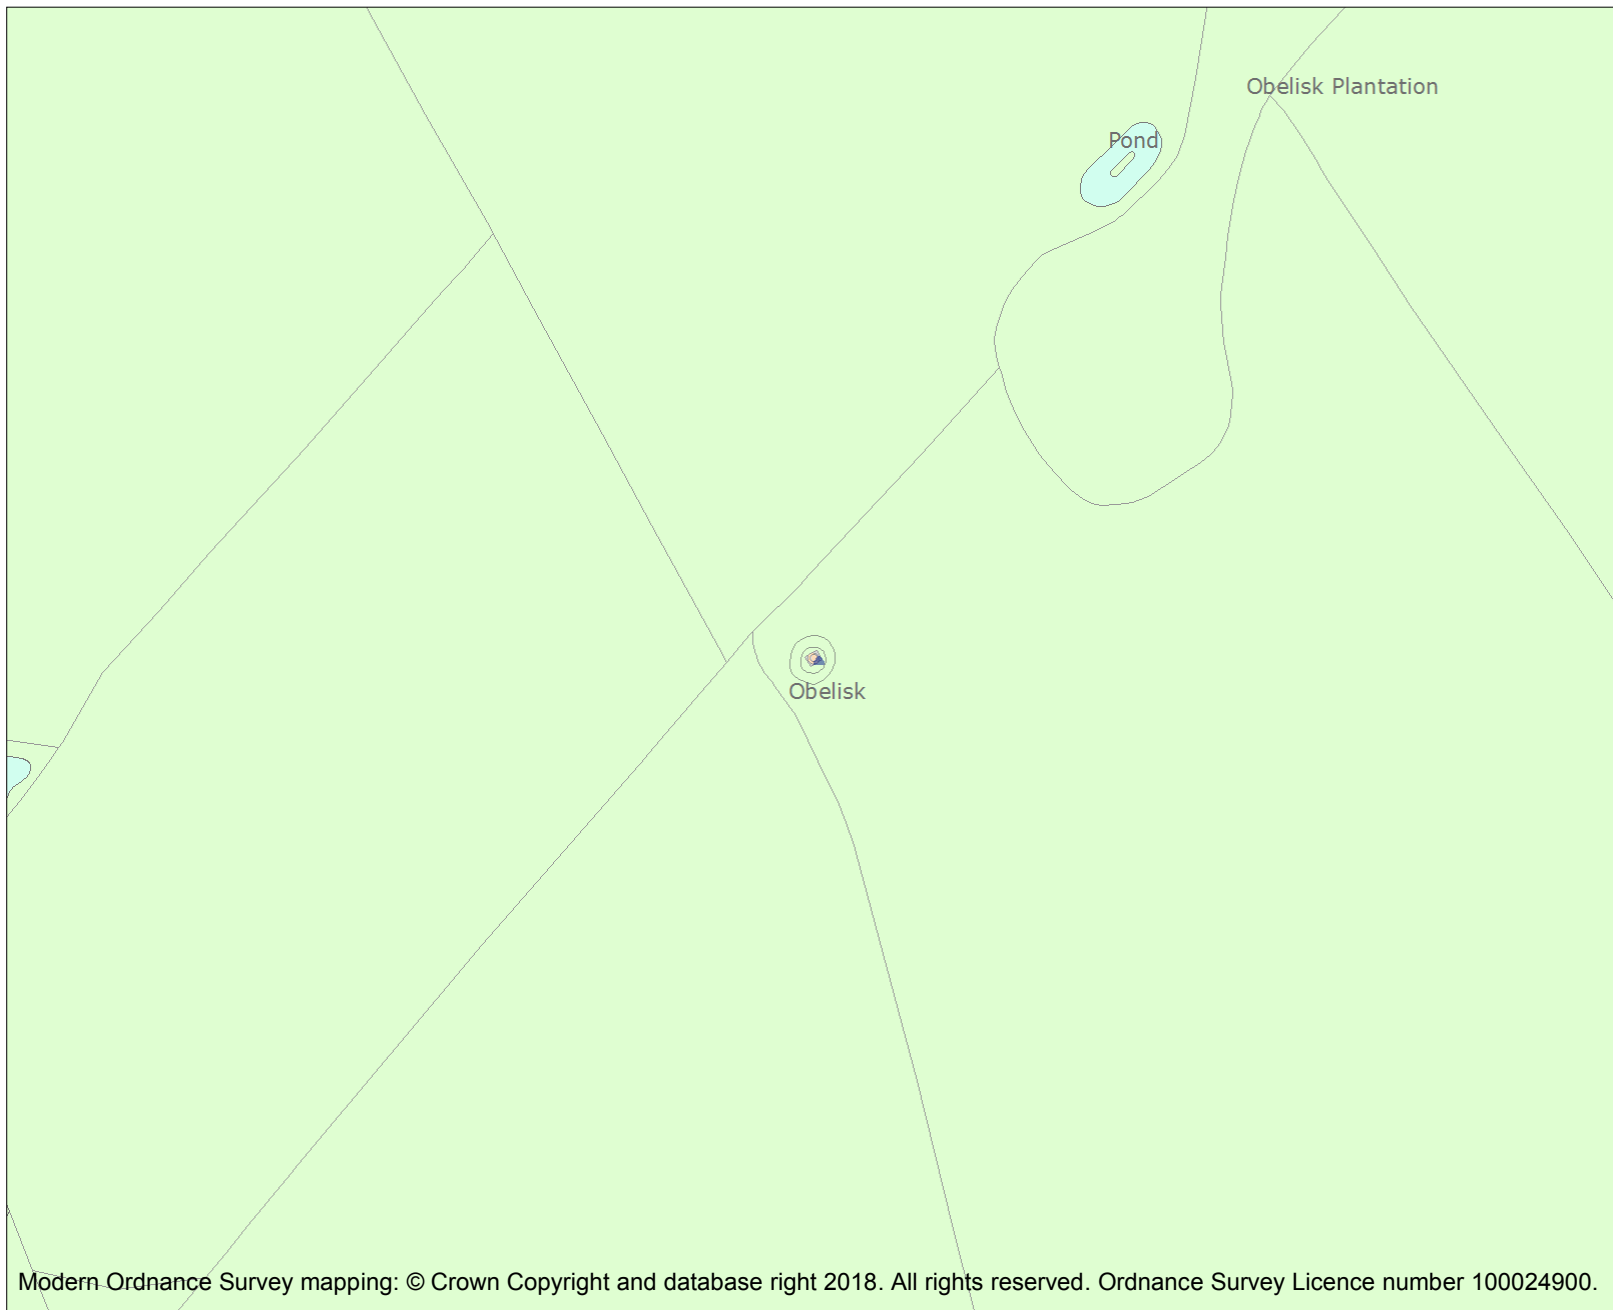 Obelisk Plantation
Pond
Obelisk
Modern Ordnance Survey mapping: © Crown Copyright and database right 2018. All rights reserved. Ordnance Survey Licence number 100024900.